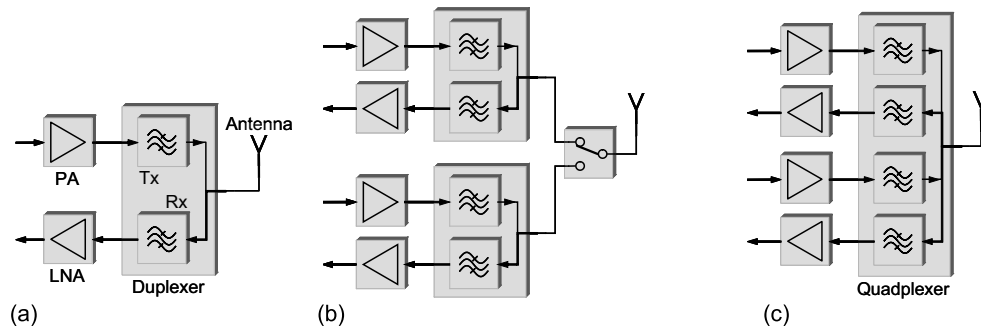 Antenna
PA
Tx
Rx
LNA
Duplexer
Quadplexer
(a)
(b)
(c)